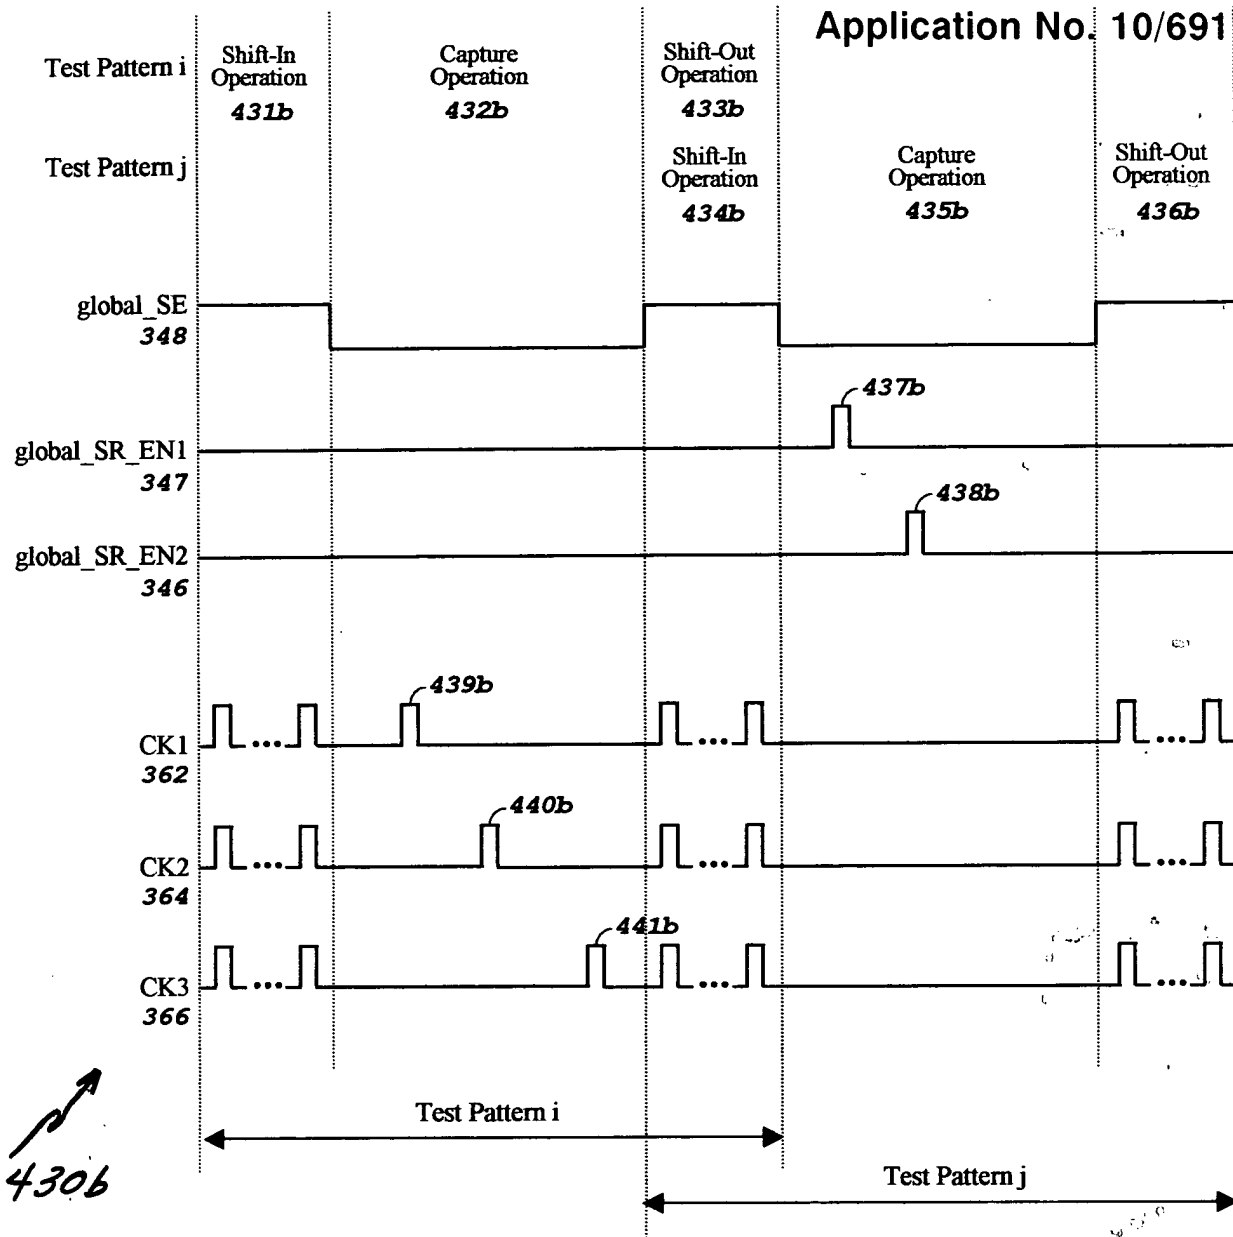 Application No. 10/691
Test Pattern i
Shift-In
Operation
431b
Capture
Operation
432b
Shift-Out
Operation
433b
Test Pattern j
Shift-In
Operation
434b
Capture
Operation
435b
Shift-Out
Operation
436b
global_SE
348
437b
global_SR_EN1
347
438b
global_SR_EN2
346
439b
CK1
362
440b
CK2
364
441b
CK3
366
Test Pattern i
430b
Test Pattern j